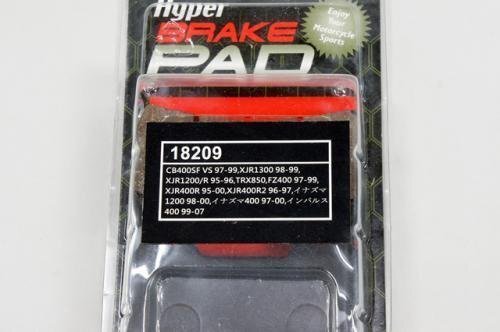 Hyper
BRAKE
PAD
Enjoy
Your
Motorcycle
Sports
18209
CB400SF VS 97-99,XJR1300 98-99,
XJR1200/R 95-96,TRX850,FZ400 97-99,
XJR400R 95-00,XJR400R2 96-97,イナズマ
1200 98-00,イナズマ400 97-00,インパルス
400 99-07